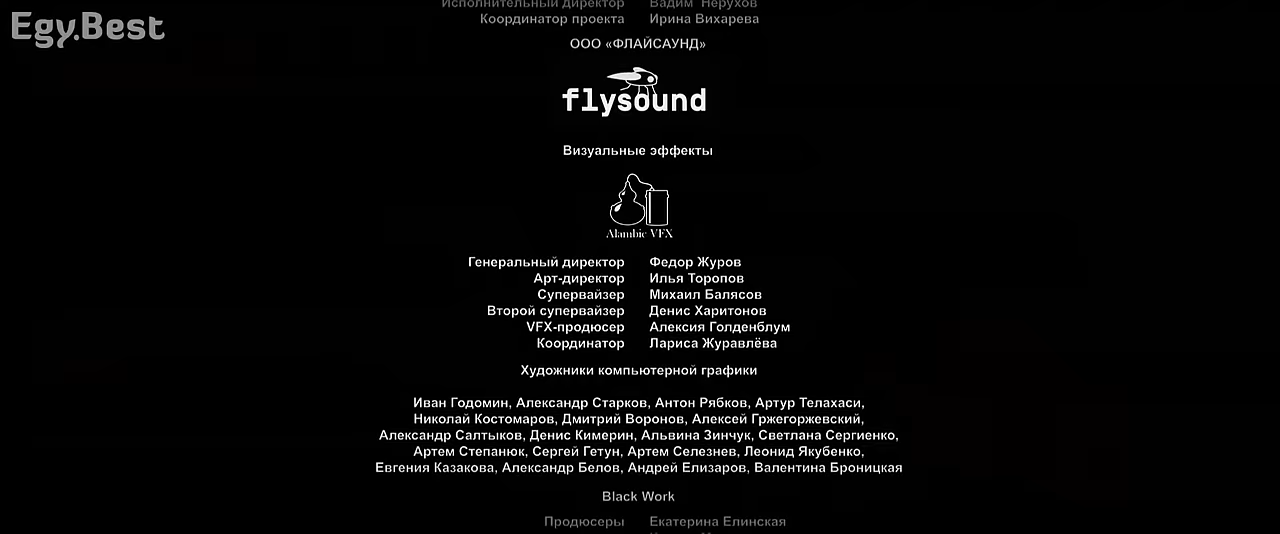 Egy.Best
Исполнительный директор Вадим Нерухов
Координатор проекта Ирина Вихарева
ООО «ФЛАЙСАУНД»
flysound
Визуальные эффекты
Alambic VFX
Генеральный директор Федор Журов
Арт-директор Илья Торопов
Супервайзер Михаил Балясов
Второй супервайзер Денис Харитонов
VFX-продюсер Алексия Голденблум
Координатор Лариса Журавлёва
Художники компьютерной графики
Иван Годомин, Александр Старков, Антон Рябков, Артур Телахаси,
Николай Костомаров, Дмитрий Воронов, Алексей Гржегоржевский,
Александр Салтыков, Денис Кимерин, Альвина Зинчук, Светлана Сергиенко,
Артем Степанюк, Сергей Гетун, Артем Селезнев, Леонид Якубенко,
Евгения Казакова, Александр Белов, Андрей Елизаров, Валентина Броницкая
Black Work
Продюсеры Екатерина Елинская